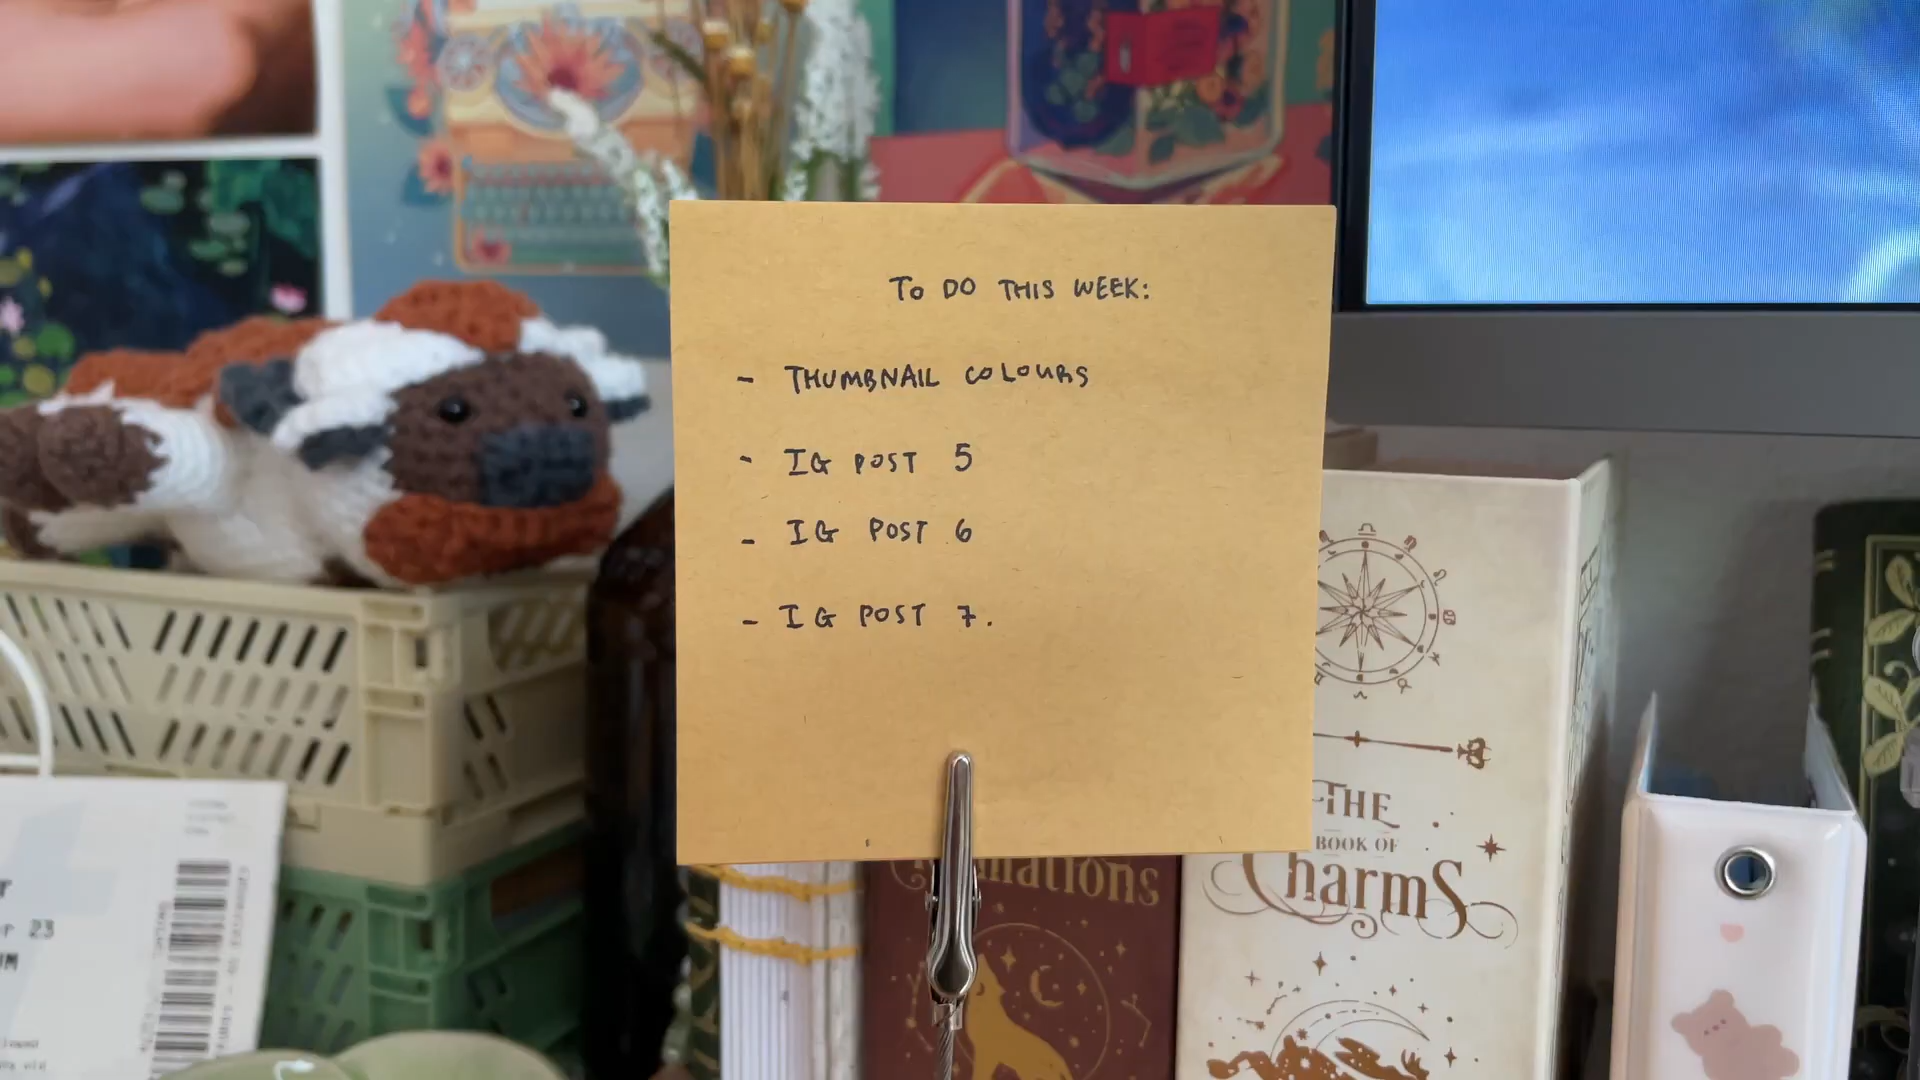 TO DO THIS WEEK:
- THUMBNAIL COLOURS
- IG POST 5
- IG POST 6
- IG POST 7.
THE
BOOK OF
Charms
23